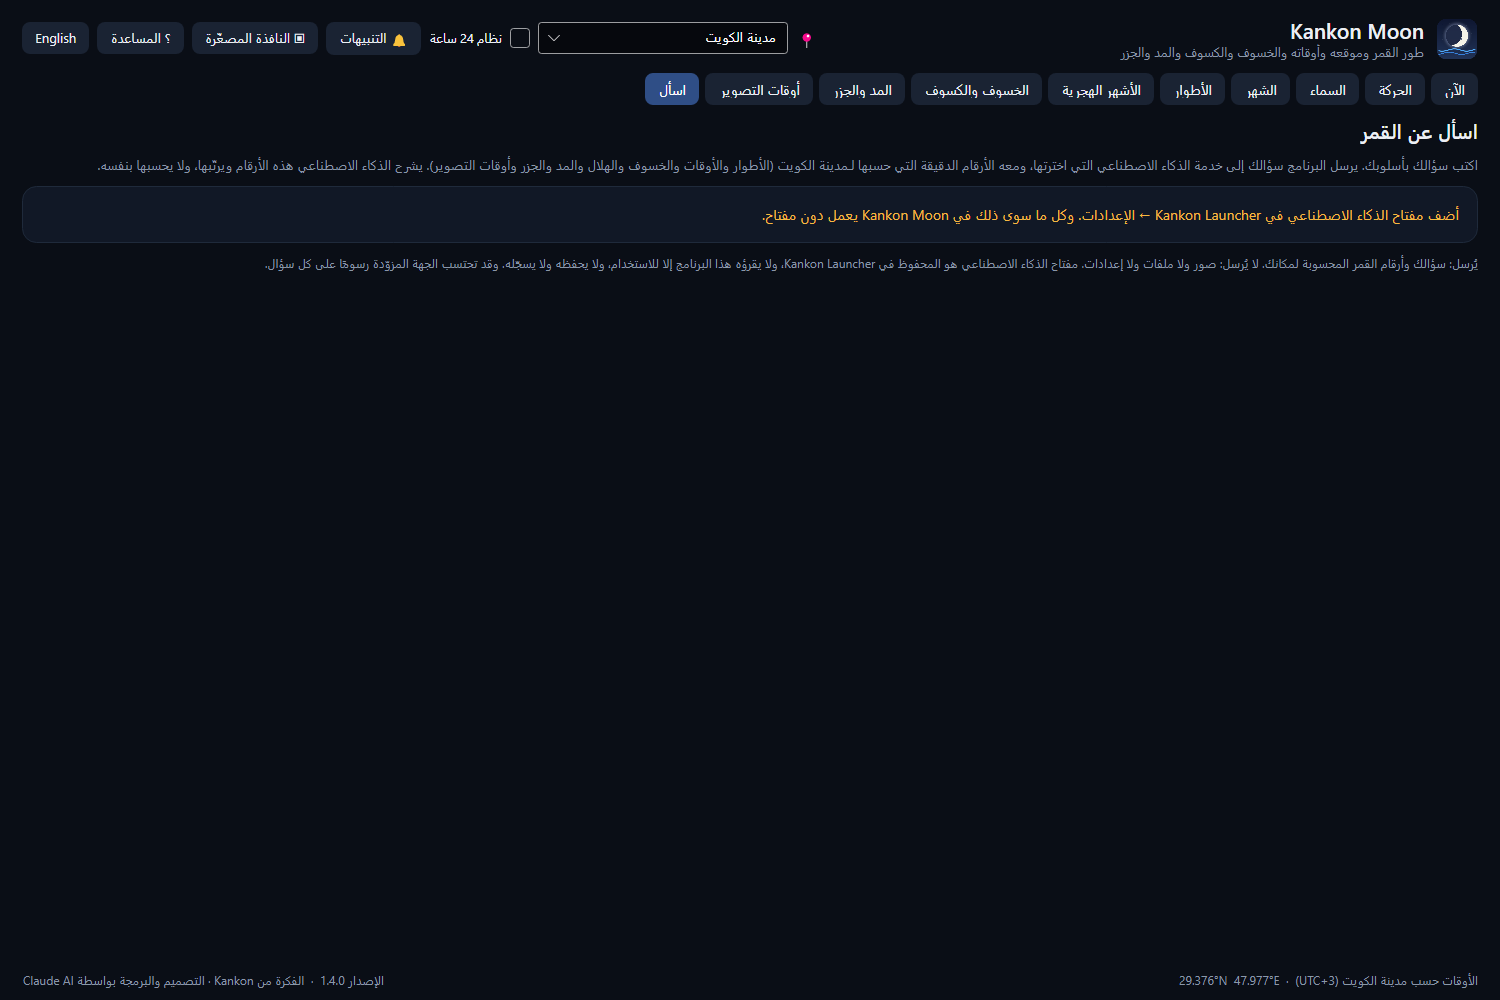 Kankon Moon
طور القمر وموقعه وأوقاته والخسوف والكسوف والمد والجزر
مدينة الكويت
نظام 24 ساعة
التنبيهات
النافذة المصغّرة
؟ المساعدة
English
الآن
الحركة
السماء
الشهر
الأطوار
الأشهر الهجرية
الخسوف والكسوف
المد والجزر
أوقات التصوير
اسأل
اسأل عن القمر
اكتب سؤالك بأسلوبك. يرسل البرنامج سؤالك إلى خدمة الذكاء الاصطناعي التي اخترتها، ومعه الأرقام الدقيقة التي حسبها لـمدينة الكويت (الأطوار والأوقات والخسوف والهلال والمد والجزر وأوقات التصوير). يشرح الذكاء الاصطناعي هذه الأرقام ويرتّبها، ولا يحسبها بنفسه.
أضف مفتاح الذكاء الاصطناعي في Kankon Launcher ← الإعدادات. وكل ما سوى ذلك في Kankon Moon يعمل دون مفتاح.
يُرسل: سؤالك وأرقام القمر المحسوبة لمكانك. لا يُرسل: صور ولا ملفات ولا إعدادات. مفتاح الذكاء الاصطناعي هو المحفوظ في Kankon Launcher، ولا يقرؤه هذا البرنامج إلا للاستخدام، ولا يحفظه ولا يسجّله. وقد تحتسب الجهة المزوّدة رسومًا على كل سؤال.
الأوقات حسب مدينة الكويت (UTC+3) · 29.376°N 47.977°E
الإصدار 1.4.0 · الفكرة من Kankon · التصميم والبرمجة بواسطة Claude AI